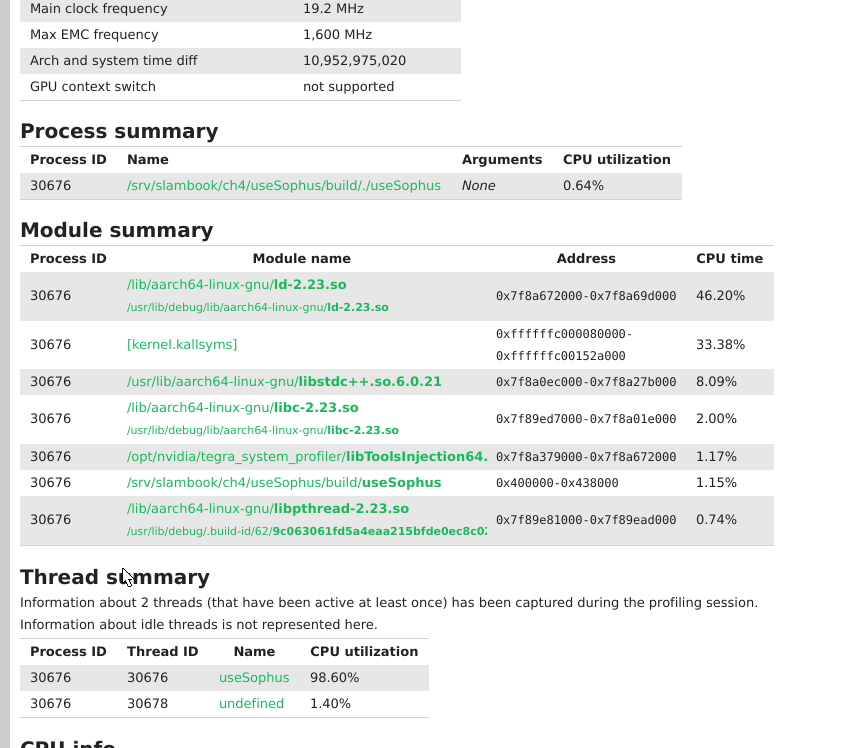 Main clock frequency 19.2 MHz
Max EMC frequency 1,600 MHz
Arch and system time diff 10,952,975,020
GPU context switch not supported
Process summary
Process ID Name Arguments CPU utilization
30676 /srv/slambook/ch4/useSophus/build/./useSophus None 0.64%
Module summary
Process ID Module name Address CPU time
30676 /lib/aarch64-linux-gnu/ld-2.23.so 0x7f8a672000-0x7f8a69d000 46.20%
/usr/lib/debug/lib/aarch64-linux-gnu/ld-2.23.so
30676 [kernel.kallsyms] 0xffffffc000080000- 33.38%
0xffffffc00152a000
30676 /usr/lib/aarch64-linux-gnu/libstdc++.so.6.0.21 0x7f8a0ec000-0x7f8a27b000 8.09%
30676 /lib/aarch64-linux-gnu/libc-2.23.so 0x7f89ed7000-0x7f8a01e000 2.00%
/usr/lib/debug/lib/aarch64-linux-gnu/libc-2.23.so
30676 /opt/nvidia/tegra_system_profiler/libToolsInjection64. 0x7f8a379000-0x7f8a672000 1.17%
30676 /srv/slambook/ch4/useSophus/build/useSophus 0x400000-0x438000 1.15%
30676 /lib/aarch64-linux-gnu/libpthread-2.23.so 0x7f89e81000-0x7f89ead000 0.74%
/usr/lib/debug/.build-id/62/9c063061fd5a4eaa215bfde0ec8c02
Thread summary
Information about 2 threads (that have been active at least once) has been captured during the profiling session.
Information about idle threads is not represented here.
Process ID Thread ID Name CPU utilization
30676 30676 useSophus 98.60%
30676 30678 undefined 1.40%
CPU info